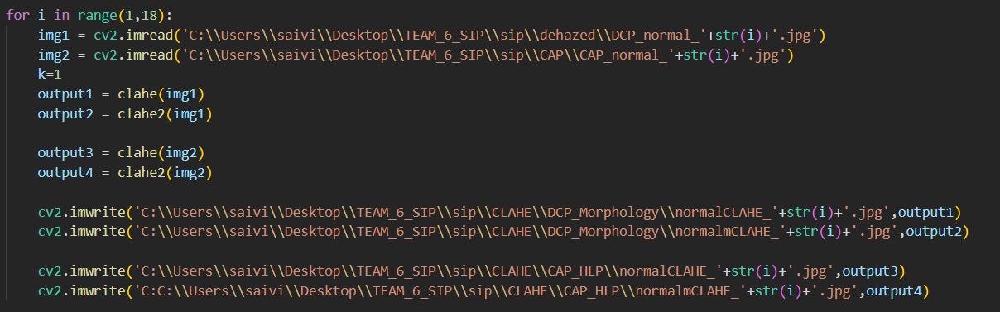 for i in range(1,18):
    img1 = cv2.imread('C:\\Users\\saivi\\Desktop\\TEAM_6_SIP\\sip\\dehazed\\DCP_normal_'+str(i)+'.jpg')
    img2 = cv2.imread('C:\\Users\\saivi\\Desktop\\TEAM_6_SIP\\sip\\CAP\\CAP_normal_'+str(i)+'.jpg')
    k=1
    output1 = clahe(img1)
    output2 = clahe2(img1)

    output3 = clahe(img2)
    output4 = clahe2(img2)

    cv2.imwrite('C:\\Users\\saivi\\Desktop\\TEAM_6_SIP\\sip\\CLAHE\\DCP_Morphology\\normalCLAHE_'+str(i)+'.jpg',output1)
    cv2.imwrite('C:\\Users\\saivi\\Desktop\\TEAM_6_SIP\\sip\\CLAHE\\DCP_Morphology\\normalmCLAHE_'+str(i)+'.jpg',output2)

    cv2.imwrite('C:\\Users\\saivi\\Desktop\\TEAM_6_SIP\\sip\\CLAHE\\CAP_HLP\\normalCLAHE_'+str(i)+'.jpg',output3)
    cv2.imwrite('C:C:\\Users\\saivi\\Desktop\\TEAM_6_SIP\\sip\\CLAHE\\CAP_HLP\\normalmCLAHE_'+str(i)+'.jpg',output4)